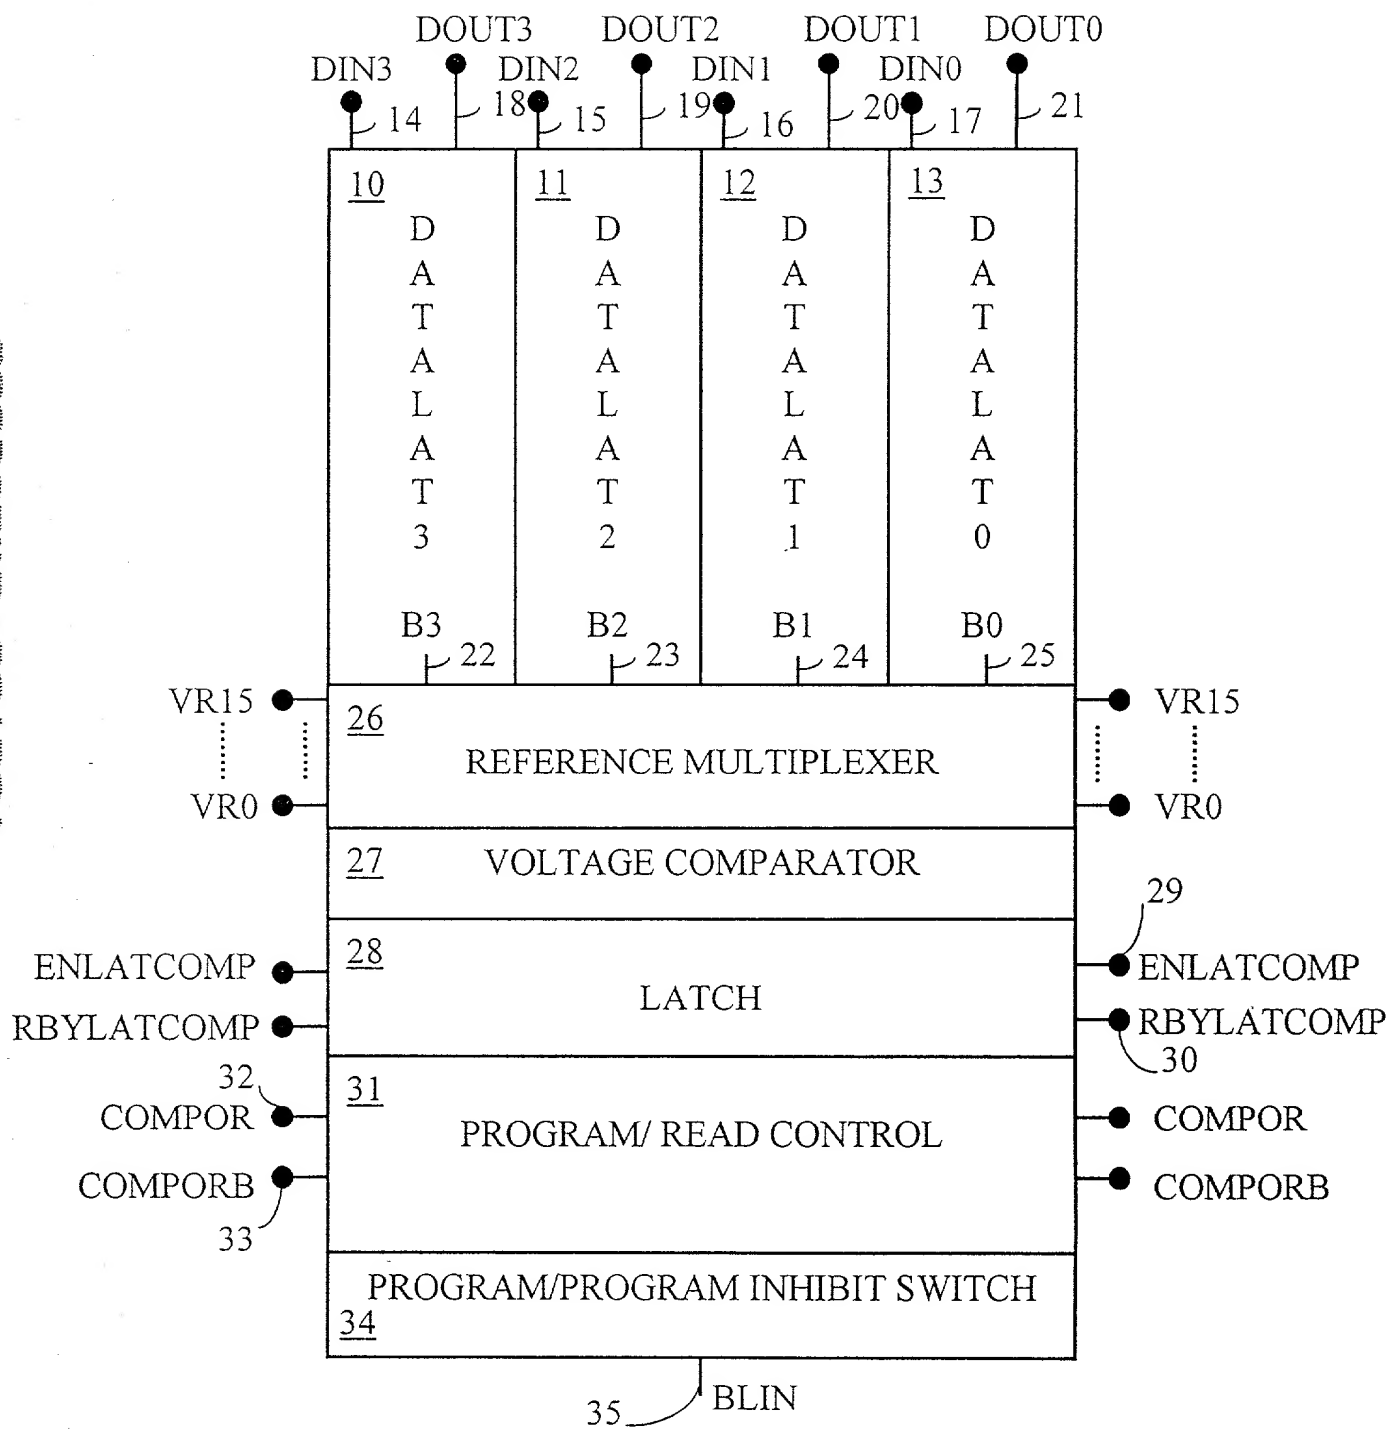 DOUT3 DOUT2 DOUT1 DOUT0
DIN3 DIN2 DIN1 DIN0
14 18 15 19 16 20 17 21
10 11 12 13
D D D D
A A A A
T T T T
A A A A
L L L L
A A A A
T T T T
3 2 1 0
B3 B2 B1 B0
22 23 24 25
VR15 26 VR15
REFERENCE MULTIPLEXER
VR0 VR0
27 VOLTAGE COMPARATOR
29
ENLATCOMP 28 ENLATCOMP
LATCH
RBYLATCOMP RBYLATCOMP
30
32 31
COMPOR COMPOR
PROGRAM/ READ CONTROL
COMPORB COMPORB
33
PROGRAM/PROGRAM INHIBIT SWITCH
34
35 BLIN